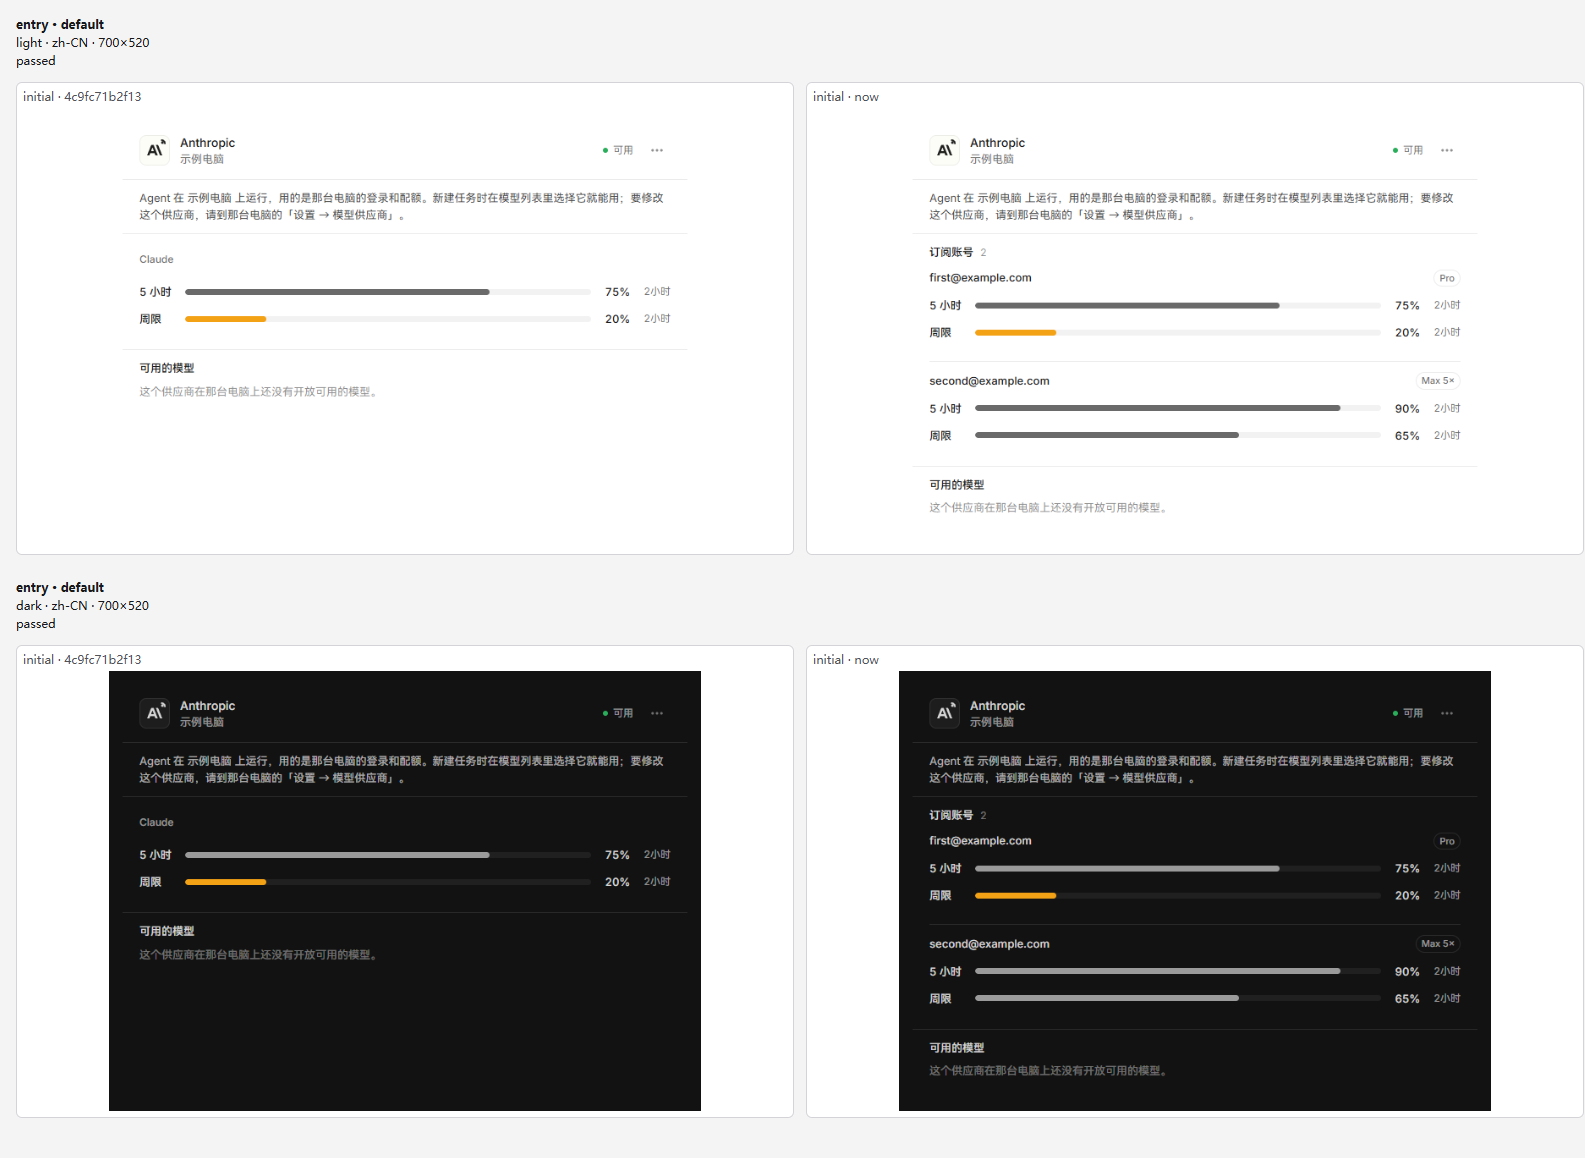 entry • default
light · zh-CN · 700×520
passed
initial · 4c9fc71b2f13
Anthropic
示例电脑
可用
Agent 在 示例电脑 上运行，用的是那台电脑的登录和配额。新建任务时在模型列表里选择它就能用；要修改
这个供应商，请到那台电脑的「设置 → 模型供应商」。
Claude
5 小时 75% 2小时
周限 20% 2小时
可用的模型
这个供应商在那台电脑上还没有开放可用的模型。
initial · now
Anthropic
示例电脑
可用
Agent 在 示例电脑 上运行，用的是那台电脑的登录和配额。新建任务时在模型列表里选择它就能用；要修改
这个供应商，请到那台电脑的「设置 → 模型供应商」。
订阅账号 2
first@example.com Pro
5 小时 75% 2小时
周限 20% 2小时
second@example.com Max 5×
5 小时 90% 2小时
周限 65% 2小时
可用的模型
这个供应商在那台电脑上还没有开放可用的模型。
entry • default
dark · zh-CN · 700×520
passed
initial · 4c9fc71b2f13
Anthropic
示例电脑
可用
Agent 在 示例电脑 上运行，用的是那台电脑的登录和配额。新建任务时在模型列表里选择它就能用；要修改
这个供应商，请到那台电脑的「设置 → 模型供应商」。
Claude
5 小时 75% 2小时
周限 20% 2小时
可用的模型
这个供应商在那台电脑上还没有开放可用的模型。
initial · now
Anthropic
示例电脑
可用
Agent 在 示例电脑 上运行，用的是那台电脑的登录和配额。新建任务时在模型列表里选择它就能用；要修改
这个供应商，请到那台电脑的「设置 → 模型供应商」。
订阅账号 2
first@example.com Pro
5 小时 75% 2小时
周限 20% 2小时
second@example.com Max 5×
5 小时 90% 2小时
周限 65% 2小时
可用的模型
这个供应商在那台电脑上还没有开放可用的模型。